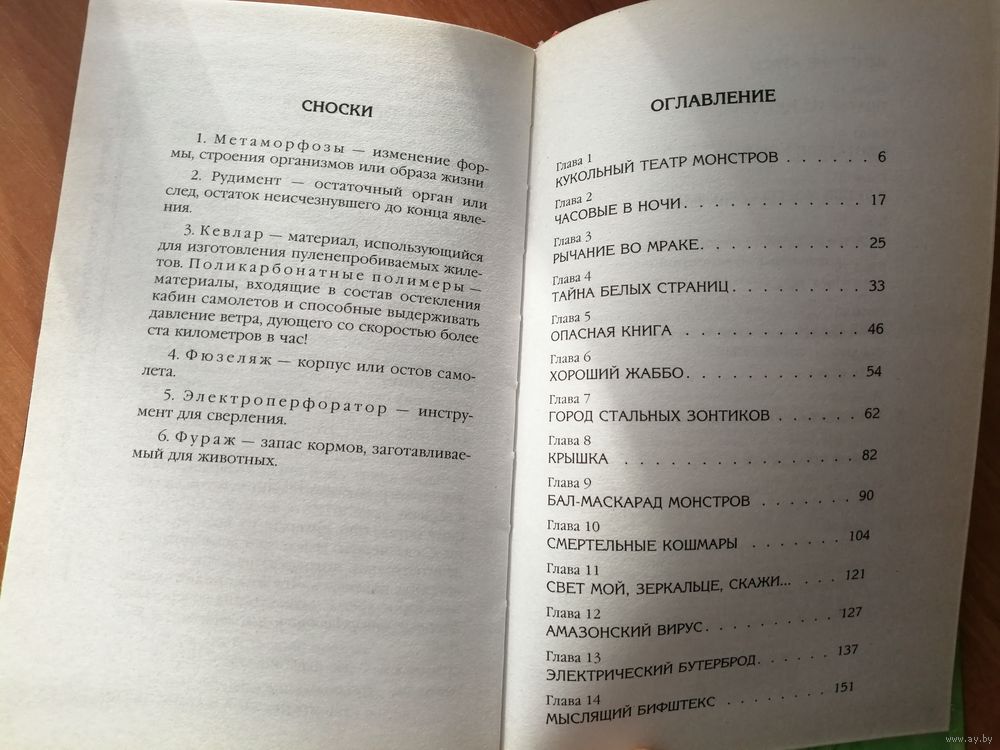 СНОСКИ
1. Метаморфозы — изменение фор-
мы, строения организмов или образа жизни
2. Рудимент — остаточный орган или
след, остаток неисчезнувшего до конца явле-
ния.
3. Кевлар — материал, использующийся
для изготовления пуленепробиваемых жиле-
тов. Поликарбонатные полимеры —
материалы, входящие в состав остекления
кабин самолетов и способные выдерживать
давление ветра, дующего со скоростью более
ста километров в час!
4. Фюзеляж — корпус или остов само-
лета.
5. Электроперфоратор — инстру-
мент для сверления.
6. Фураж — запас кормов, заготавливае-
мый для животных.
ОГЛАВЛЕНИЕ
Глава 1
КУКОЛЬНЫЙ ТЕАТР МОНСТРОВ . . . . . . 6
Глава 2
ЧАСОВЫЕ В НОЧИ. . . . . . . . . . . . . 17
Глава 3
РЫЧАНИЕ ВО МРАКЕ. . . . . . . . . . . . 25
Глава 4
ТАЙНА БЕЛЫХ СТРАНИЦ . . . . . . . . . . 33
Глава 5
ОПАСНАЯ КНИГА . . . . . . . . . . . . . 46
Глава 6
ХОРОШИЙ ЖАББО. . . . . . . . . . . . . 54
Глава 7
ГОРОД СТАЛЬНЫХ ЗОНТИКОВ . . . . . . 62
Глава 8
КРЫШКА . . . . . . . . . . . . . . . . . 82
Глава 9
БАЛ-МАСКАРАД МОНСТРОВ . . . . . . . 90
Глава 10
СМЕРТЕЛЬНЫЕ КОШМАРЫ . . . . . . . 104
Глава 11
СВЕТ МОЙ, ЗЕРКАЛЬЦЕ, СКАЖИ... . . . 121
Глава 12
АМАЗОНСКИЙ ВИРУС. . . . . . . . . . 127
Глава 13
ЭЛЕКТРИЧЕСКИЙ БУТЕРБРОД. . . . . . 137
Глава 14
МЫСЛЯЩИЙ БИФШТЕКС . . . . . . . . 151
www.ay.by